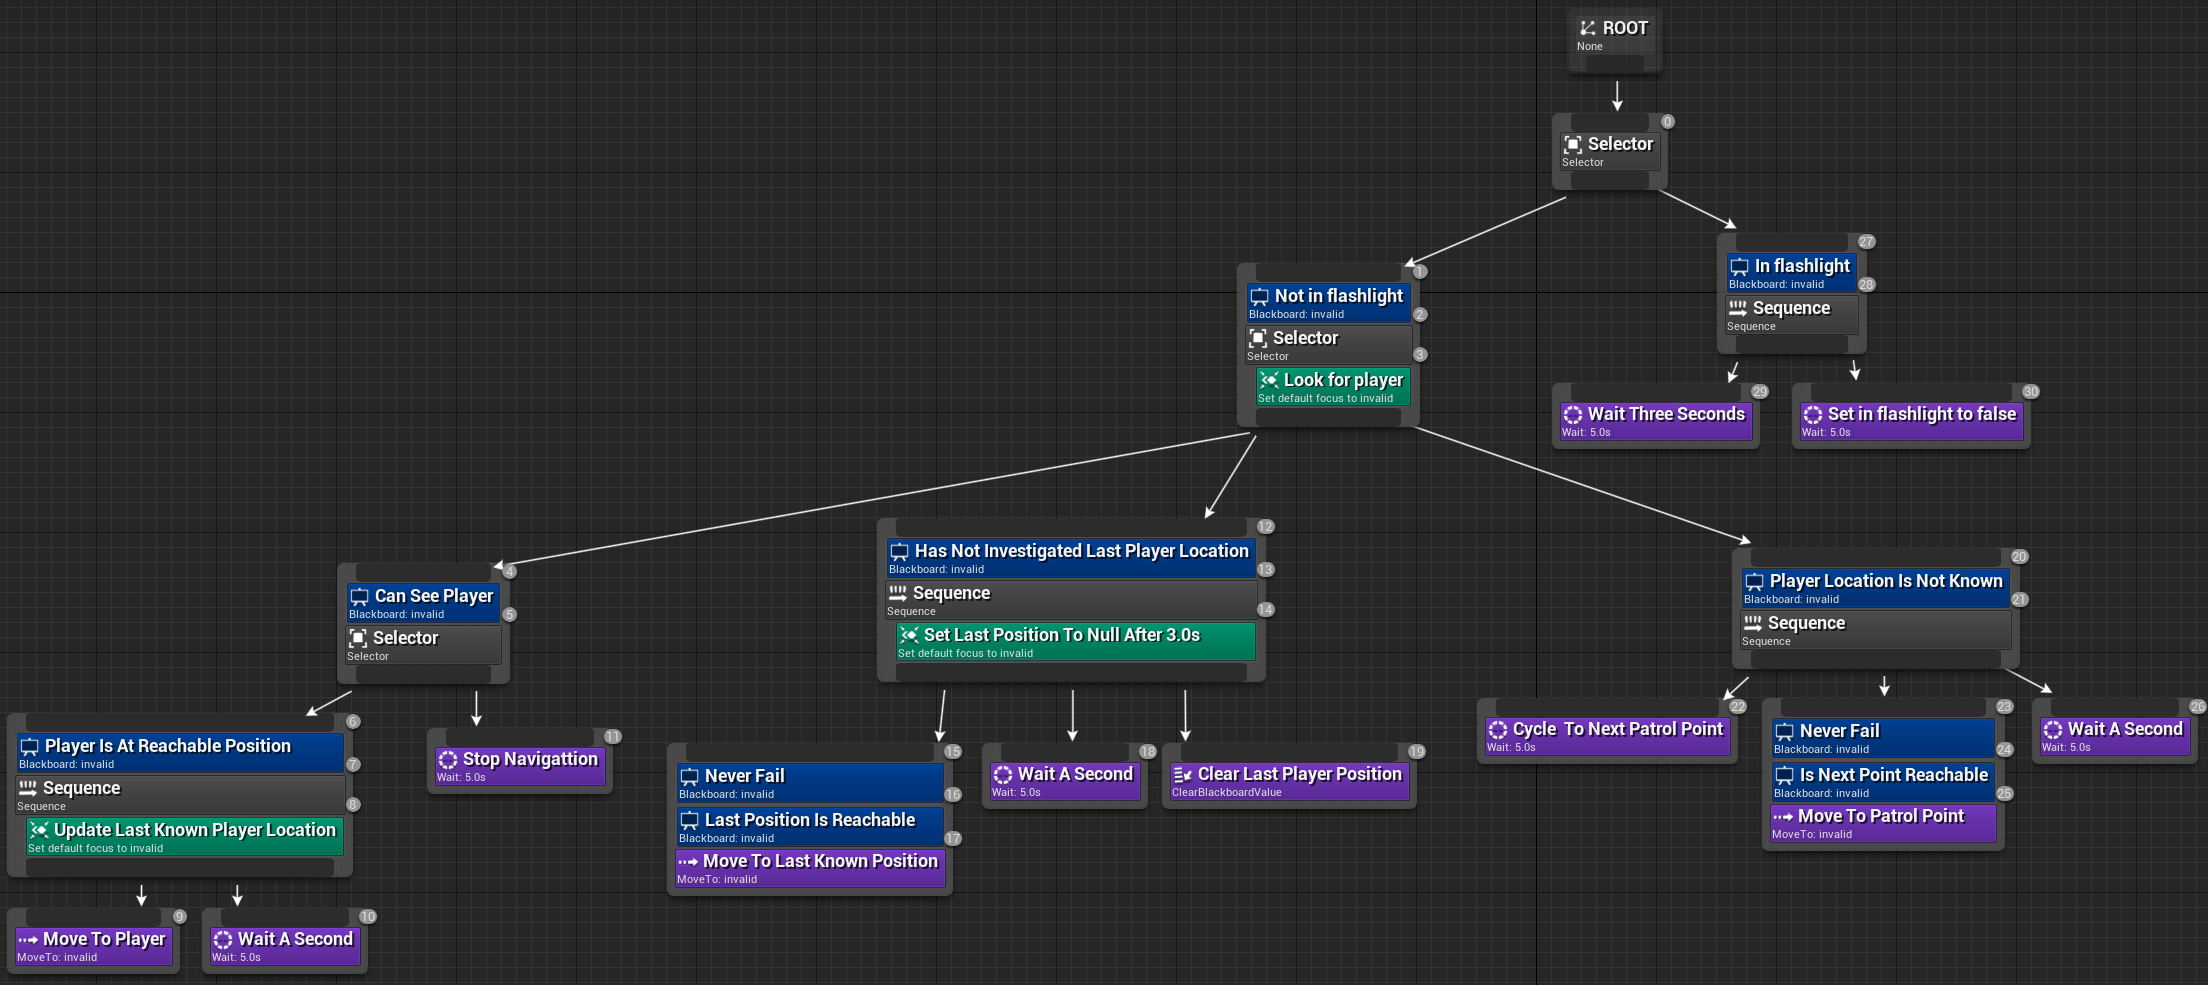 ROOT
None
0
Selector
Selector
27
In flashlight
Blackboard: invalid
28
Sequence
Sequence
1
Not in flashlight
Blackboard: invalid
2
Selector
Selector
3
Look for player
Set default focus to invalid
29
Wait Three Seconds
Wait: 5.0s
30
Set in flashlight to false
Wait: 5.0s
4
Can See Player
Blackboard: invalid
5
Selector
Selector
12
Has Not Investigated Last Player Location
Blackboard: invalid
13
Sequence
Sequence
14
Set Last Position To Null After 3.0s
Set default focus to invalid
20
Player Location Is Not Known
Blackboard: invalid
21
Sequence
Sequence
6
Player Is At Reachable Position
Blackboard: invalid
7
Sequence
Sequence
8
Update Last Known Player Location
Set default focus to invalid
11
Stop Navigattion
Wait: 5.0s
15
Never Fail
Blackboard: invalid
16
Last Position Is Reachable
Blackboard: invalid
17
Move To Last Known Position
MoveTo: invalid
18
Wait A Second
Wait: 5.0s
19
Clear Last Player Position
ClearBlackboardValue
22
Cycle To Next Patrol Point
Wait: 5.0s
23
Never Fail
Blackboard: invalid
24
Is Next Point Reachable
Blackboard: invalid
25
Move To Patrol Point
MoveTo: invalid
26
Wait A Second
Wait: 5.0s
9
Move To Player
MoveTo: invalid
10
Wait A Second
Wait: 5.0s